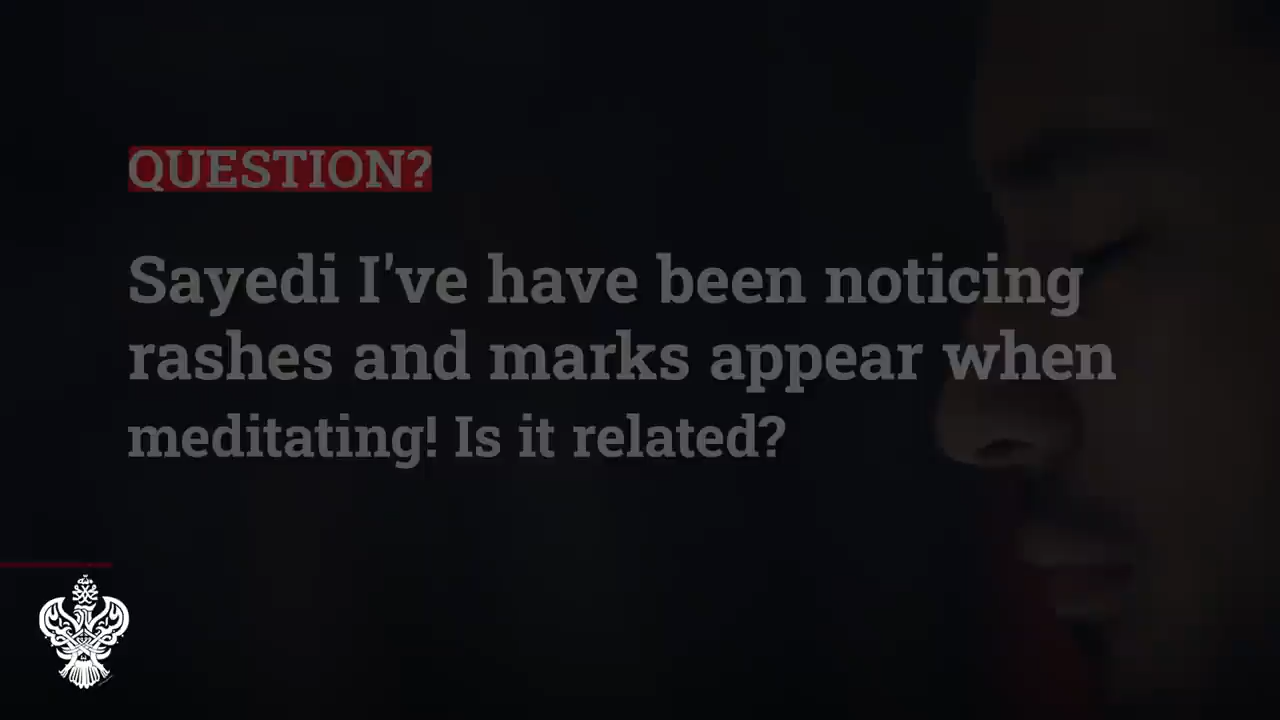 QUESTION?
Sayedi I've have been noticing
rashes and marks appear when
meditating! Is it related?